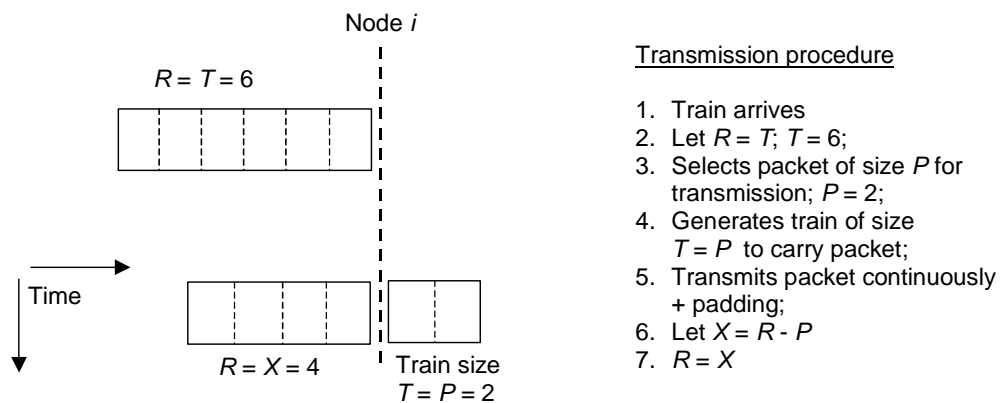 Node i
R = T = 6
Time
R = X = 4
Train size
T = P = 2
Transmission procedure
1. Train arrives
2. Let R = T; T = 6;
3. Selects packet of size P for
transmission; P = 2;
4. Generates train of size
T = P to carry packet;
5. Transmits packet continuously
+ padding;
6. Let X = R - P
7. R = X